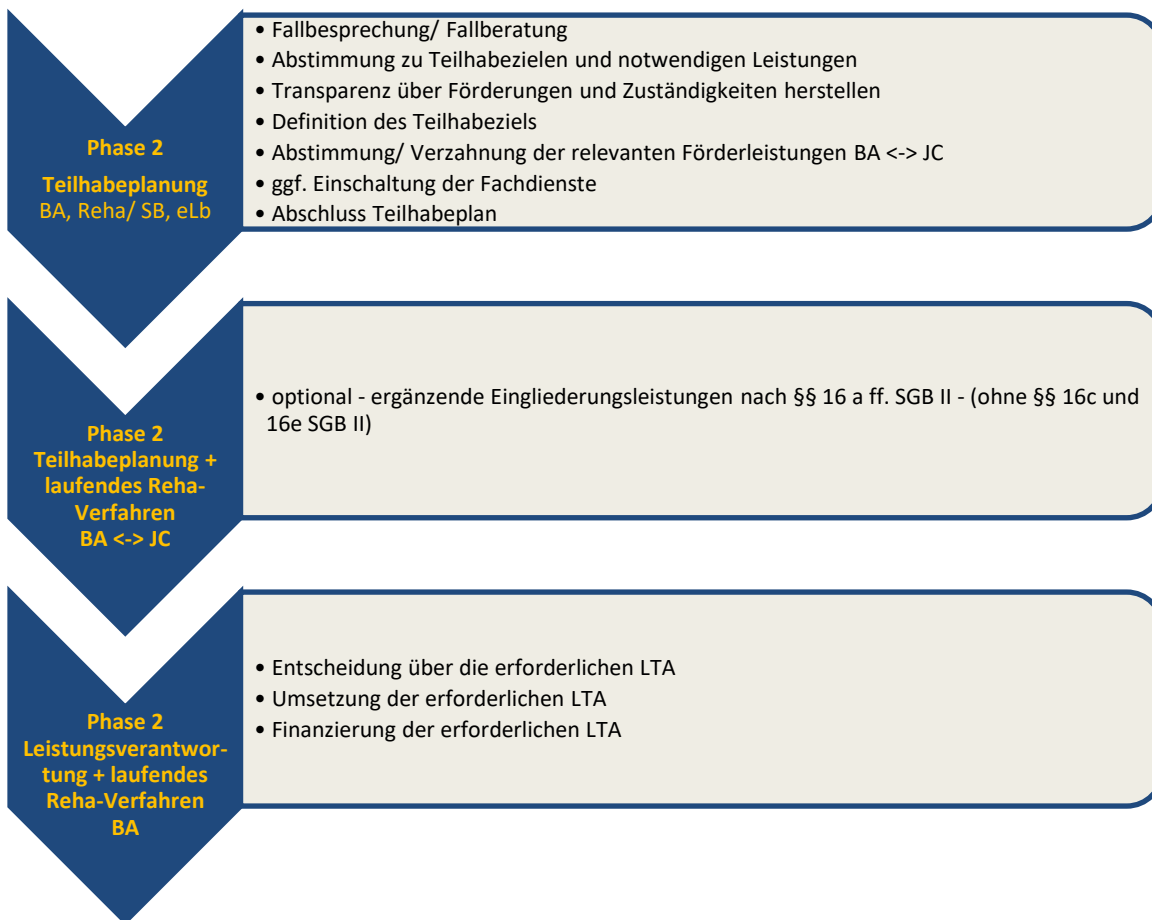 Phase 2
Teilhabeplanung
BA, Reha/ SB, eLb
• Fallbesprechung/ Fallberatung
• Abstimmung zu Teilhabezielen und notwendigen Leistungen
• Transparenz über Förderungen und Zuständigkeiten herstellen
• Definition des Teilhabeziels
• Abstimmung/ Verzahnung der relevanten Förderleistungen BA <-> JC
• ggf. Einschaltung der Fachdienste
• Abschluss Teilhabeplan
Phase 2
Teilhabeplanung +
laufendes Reha-
Verfahren
BA <-> JC
• optional - ergänzende Eingliederungsleistungen nach §§ 16 a ff. SGB II - (ohne §§ 16c und
16e SGB II)
Phase 2
Leistungsverantwor-
tung + laufendes
Reha-Verfahren
BA
• Entscheidung über die erforderlichen LTA
• Umsetzung der erforderlichen LTA
• Finanzierung der erforderlichen LTA